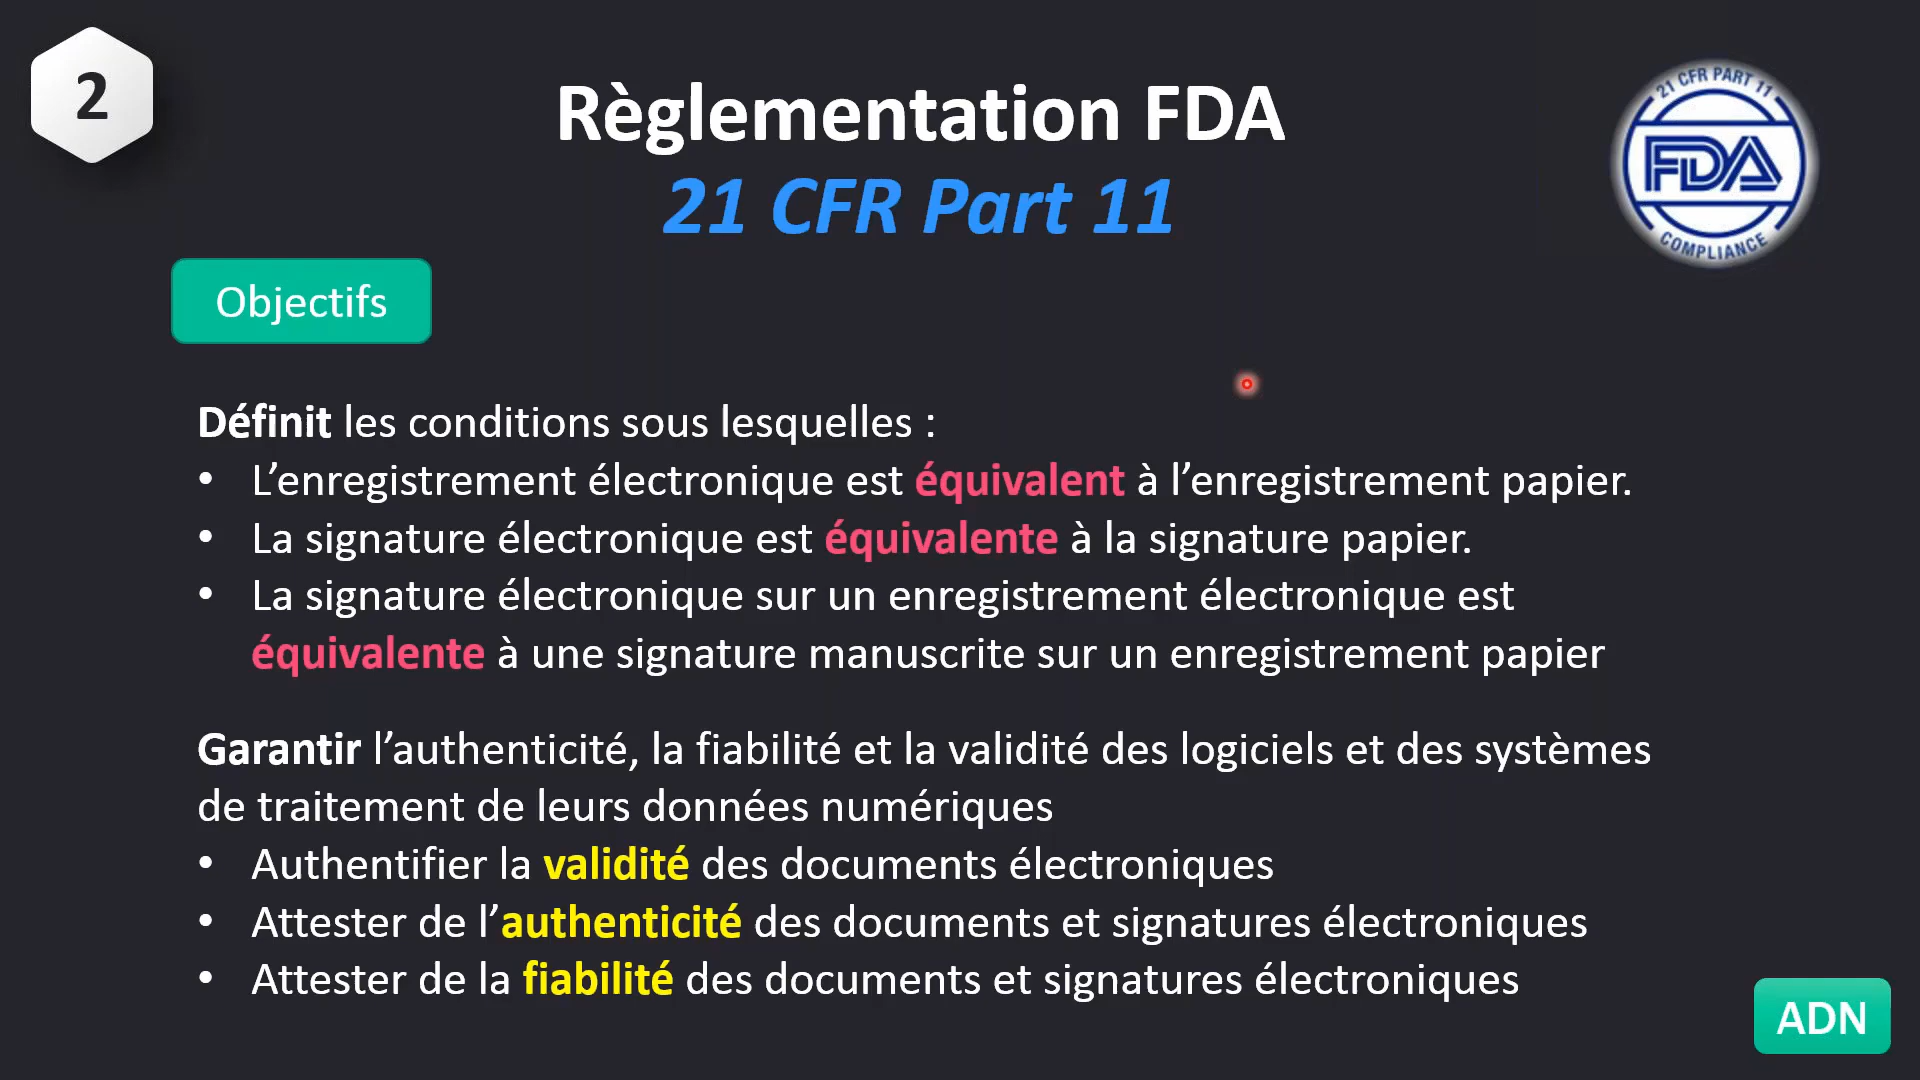 2
Règlementation FDA
21 CFR Part 11
21 CFR PART 11
FDA
COMPLIANCE
Objectifs
Définit les conditions sous lesquelles :
• L’enregistrement électronique est équivalent à l’enregistrement papier.
• La signature électronique est équivalente à la signature papier.
• La signature électronique sur un enregistrement électronique est
équivalente à une signature manuscrite sur un enregistrement papier
Garantir l’authenticité, la fiabilité et la validité des logiciels et des systèmes
de traitement de leurs données numériques
• Authentifier la validité des documents électroniques
• Attester de l’authenticité des documents et signatures électroniques
• Attester de la fiabilité des documents et signatures électroniques
ADN